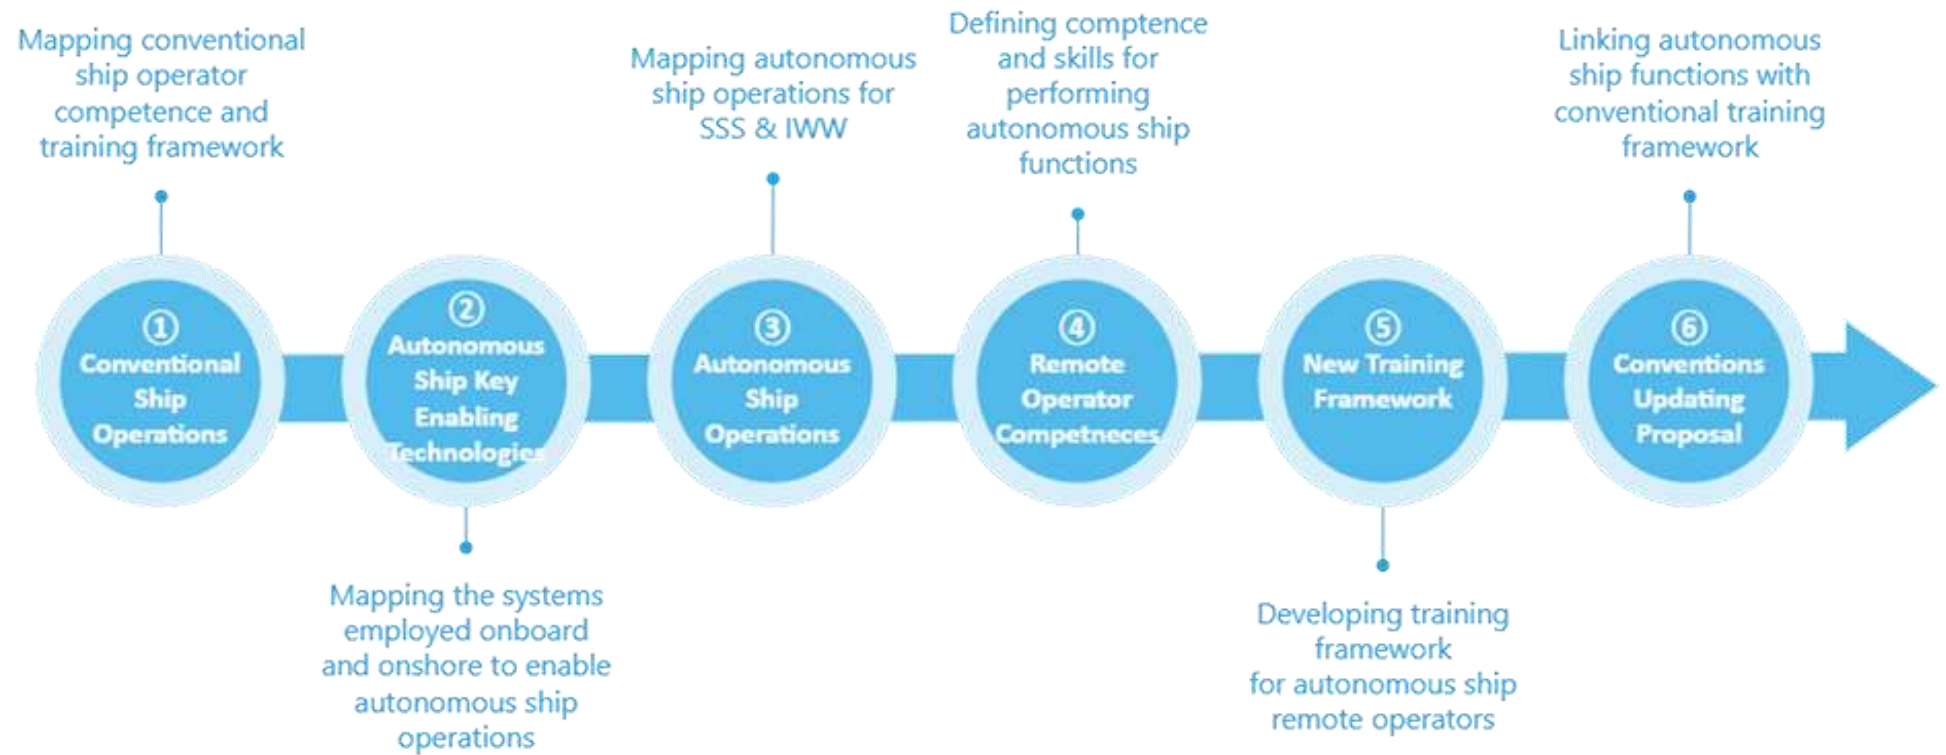 Mapping conventional
ship operator
competence and
training framework
Mapping autonomous
ship operations for
SSS & IWW
Defining comptence
and skills for
performing
autonomous ship
functions
Linking autonomous
ship functions with
conventional training
framework
①
Conventional
Ship
Operations
②
Autonomous
Ship Key
Enabling
Technologies
③
Autonomous
Ship
Operations
④
Remote
Operator
Competneces
⑤
New Training
Framework
⑥
Conventions
Updating
Proposal
Mapping the systems
employed onboard
and onshore to enable
autonomous ship
operations
Developing training
framework
for autonomous ship
remote operators